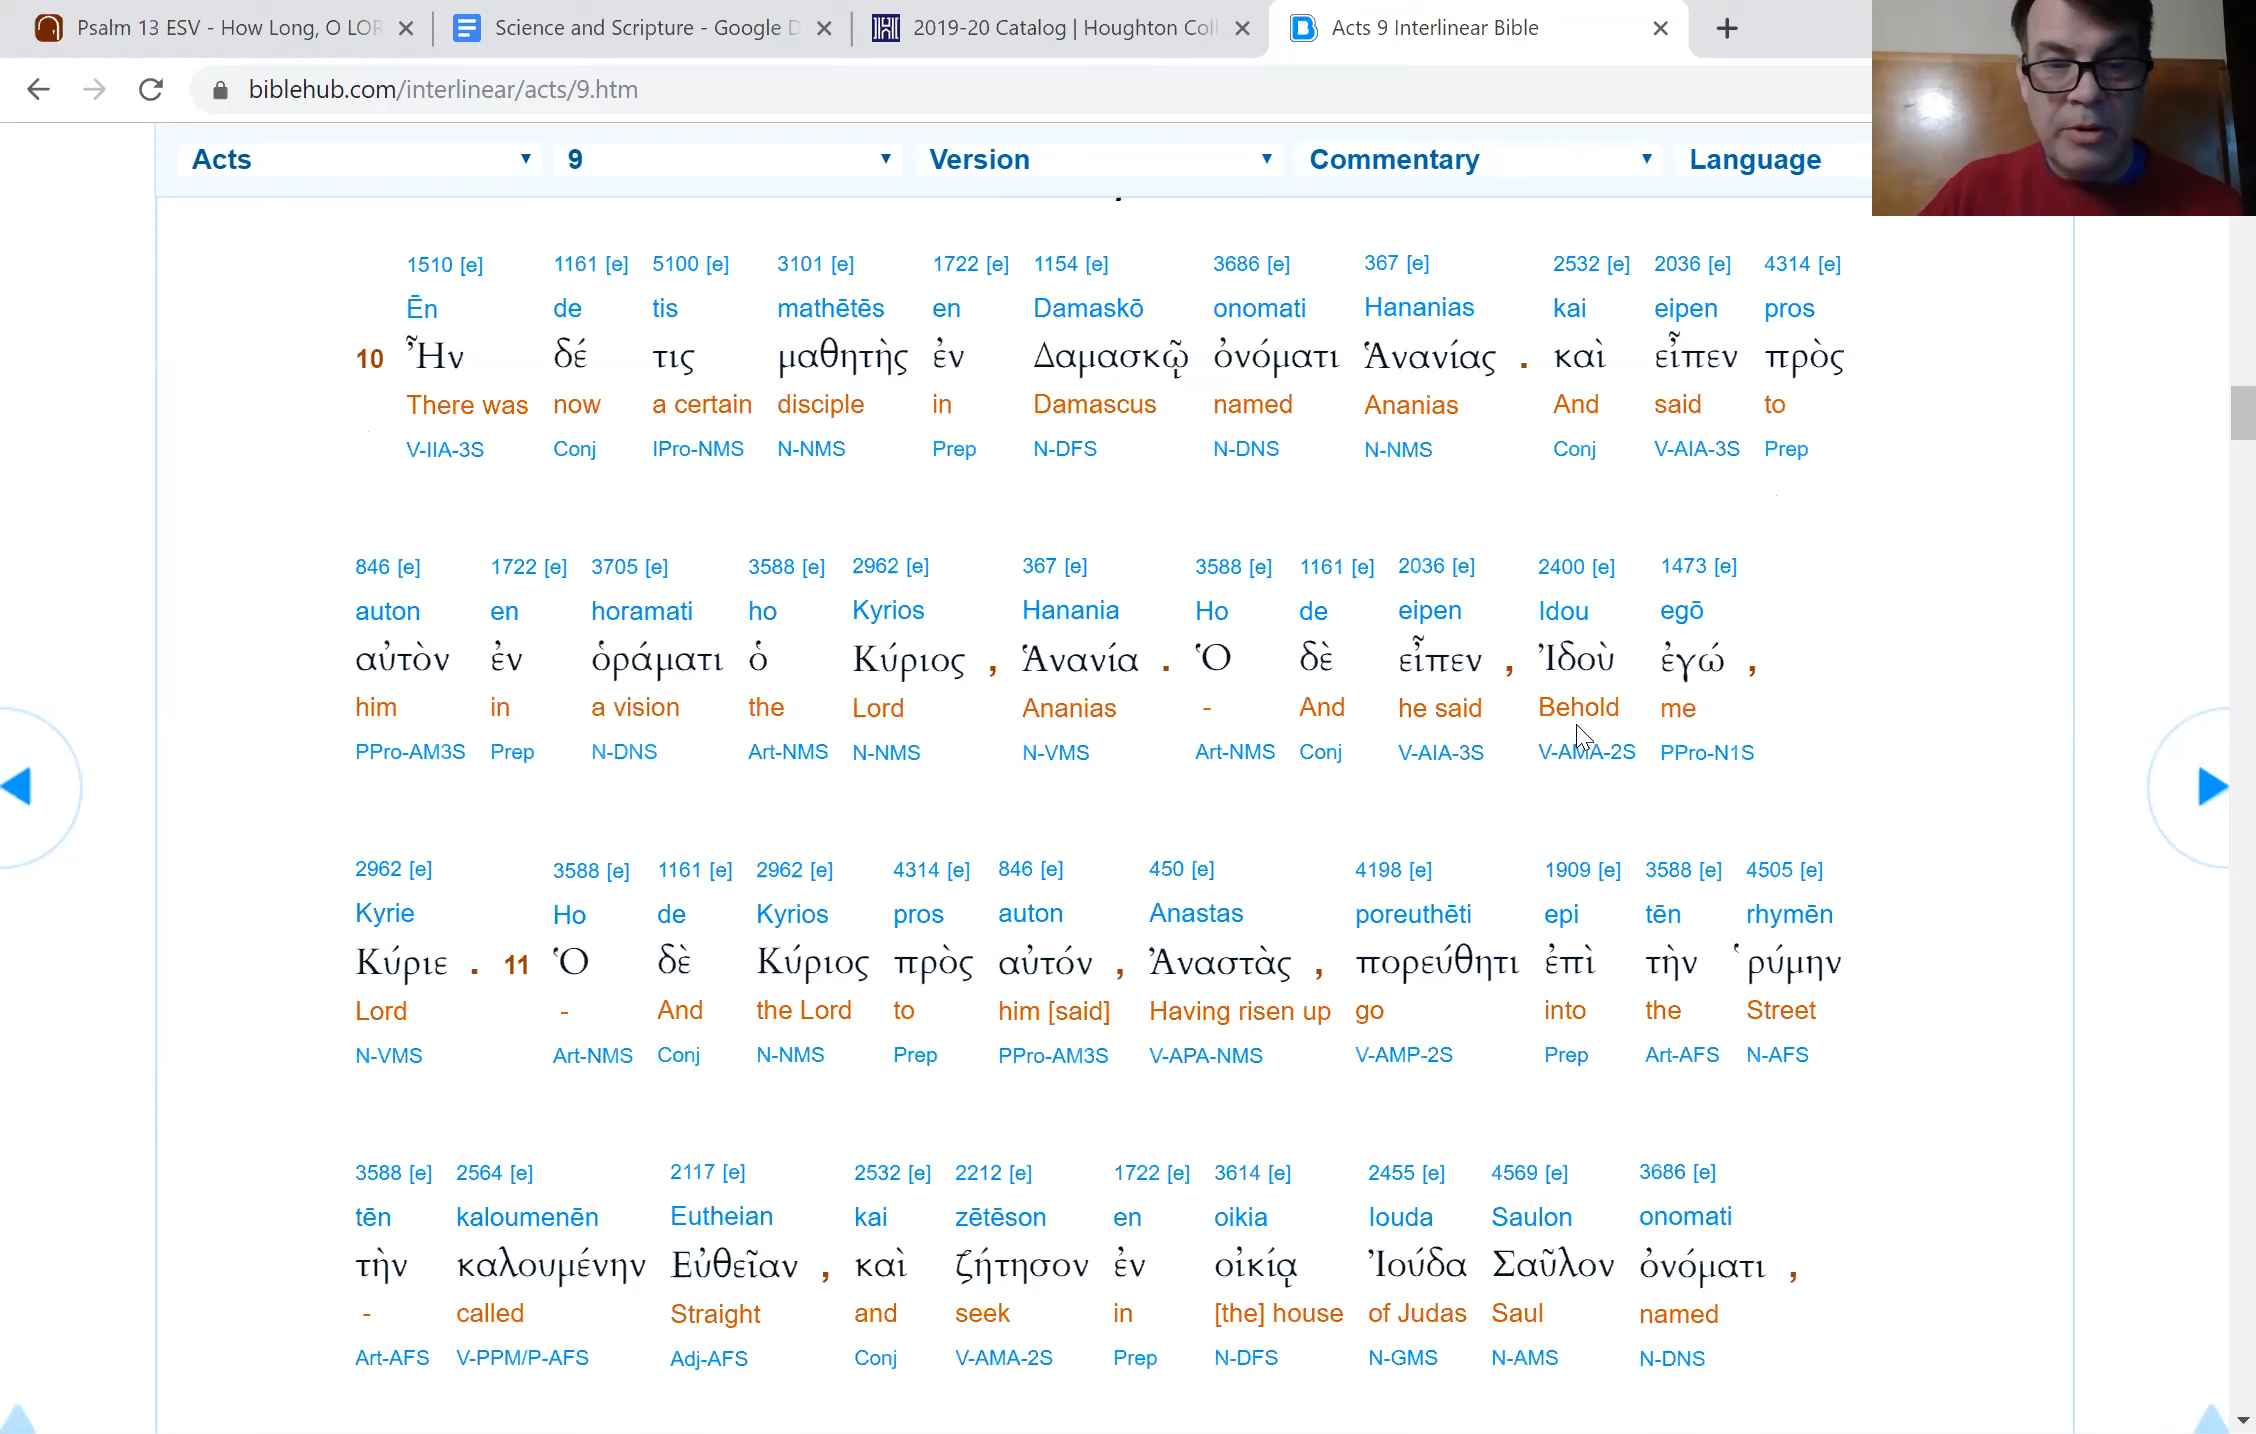 Psalm 13 ESV - How Long, O LOR
Science and Scripture - Google D
2019-20 Catalog | Houghton Coll
Acts 9 Interlinear Bible
biblehub.com/interlinear/acts/9.htm
Acts 9 Version Commentary Language
1510 [e] 1161 [e] 5100 [e] 3101 [e] 1722 [e] 1154 [e] 3686 [e] 367 [e] 2532 [e] 2036 [e] 4314 [e]
Ēn de tis mathētēs en Damaskō onomati Hananias kai eipen pros
10 Ἦν δέ τις μαθητὴς ἐν Δαμασκῷ ὀνόματι Ἁνανίας . καὶ εἶπεν πρὸς
There was now a certain disciple in Damascus named Ananias And said to
V-IIA-3S Conj IPro-NMS N-NMS Prep N-DFS N-DNS N-NMS Conj V-AIA-3S Prep
846 [e] 1722 [e] 3705 [e] 3588 [e] 2962 [e] 367 [e] 3588 [e] 1161 [e] 2036 [e] 2400 [e] 1473 [e]
auton en horamati ho Kyrios Hanania Ho de eipen Idou egō
αὐτὸν ἐν ὁράματι ὁ Κύριος , Ἁνανία . Ὁ δὲ εἶπεν , Ἰδοὺ ἐγώ ,
him in a vision the Lord Ananias - And he said Behold me
PPro-AM3S Prep N-DNS Art-NMS N-NMS N-VMS Art-NMS Conj V-AIA-3S V-AMA-2S PPro-N1S
2962 [e] 3588 [e] 1161 [e] 2962 [e] 4314 [e] 846 [e] 450 [e] 4198 [e] 1909 [e] 3588 [e] 4505 [e]
Kyrie Ho de Kyrios pros auton Anastas poreuthēti epi tēn rhymēn
Κύριε . 11 Ὁ δὲ Κύριος πρὸς αὐτόν , Ἀναστὰς , πορεύθητι ἐπὶ τὴν ῥύμην
Lord - And the Lord to him [said] Having risen up go into the Street
N-VMS Art-NMS Conj N-NMS Prep PPro-AM3S V-APA-NMS V-AMP-2S Prep Art-AFS N-AFS
3588 [e] 2564 [e] 2117 [e] 2532 [e] 2212 [e] 1722 [e] 3614 [e] 2455 [e] 4569 [e] 3686 [e]
tēn kaloumenēn Eutheian kai zētēson en oikia Iouda Saulon onomati
τὴν καλουμένην Εὐθεῖαν , καὶ ζήτησον ἐν οἰκίᾳ Ἰούδα Σαῦλον ὀνόματι ,
- called Straight and seek in [the] house of Judas Saul named
Art-AFS V-PPM/P-AFS Adj-AFS Conj V-AMA-2S Prep N-DFS N-GMS N-AMS N-DNS